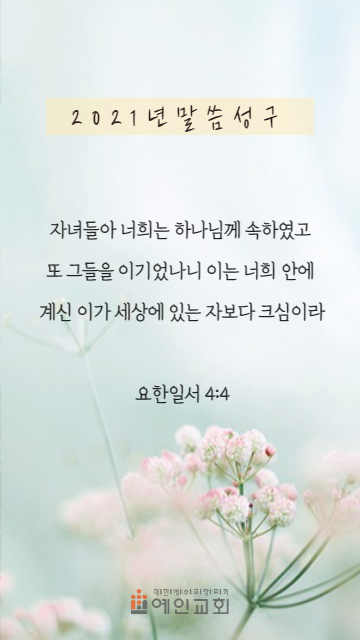 2021년말씀성구
자녀들아 너희는 하나님께 속하였고
또 그들을 이기었나니 이는 너희 안에
계신 이가 세상에 있는 자보다 크심이라
요한일서 4:4
예인교회